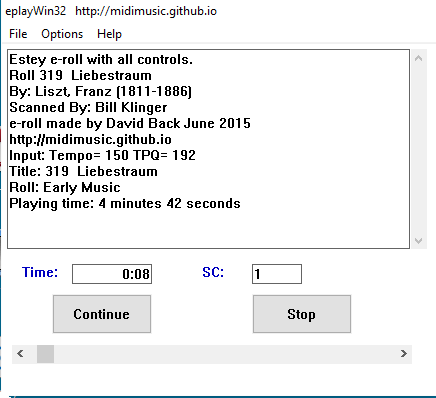 eplayWin32 http://midimusic.github.io
File Options Help
Estey e-roll with all controls.
Roll 319 Liebestraum
By: Liszt, Franz (1811-1886)
Scanned By: Bill Klinger
e-roll made by David Back June 2015
http://midimusic.github.io
Input: Tempo= 150 TPQ= 192
Title: 319 Liebestraum
Roll: Early Music
Playing time: 4 minutes 42 seconds
Time: 0:08 SC: 1
Continue Stop